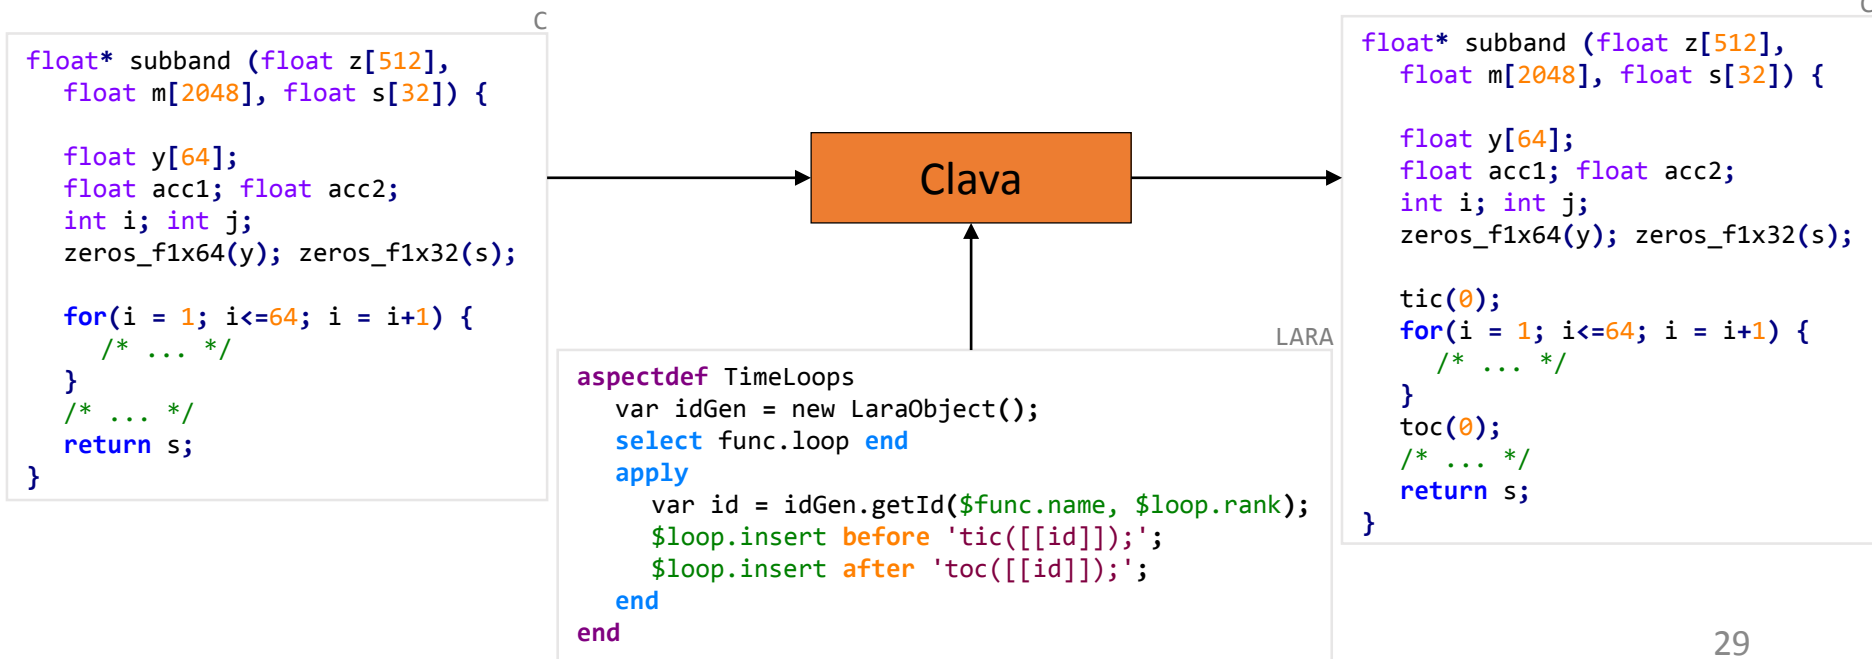 C
float* subband (float z[512],
float m[2048], float s[32]) {
float y[64];
float acc1; float acc2;
int i; int j;
zeros_f1x64(y); zeros_f1x32(s);
for(i = 1; i<=64; i = i+1) {
/* ... */
}
/* ... */
return s;
}
Clava
LARA
aspectdef TimeLoops
var idGen = new LaraObject();
select func.loop end
apply
var id = idGen.getId($func.name, $loop.rank);
$loop.insert before 'tic([[id]]);';
$loop.insert after 'toc([[id]]);';
end
end
C
float* subband (float z[512],
float m[2048], float s[32]) {
float y[64];
float acc1; float acc2;
int i; int j;
zeros_f1x64(y); zeros_f1x32(s);
tic(0);
for(i = 1; i<=64; i = i+1) {
/* ... */
}
toc(0);
/* ... */
return s;
}
29